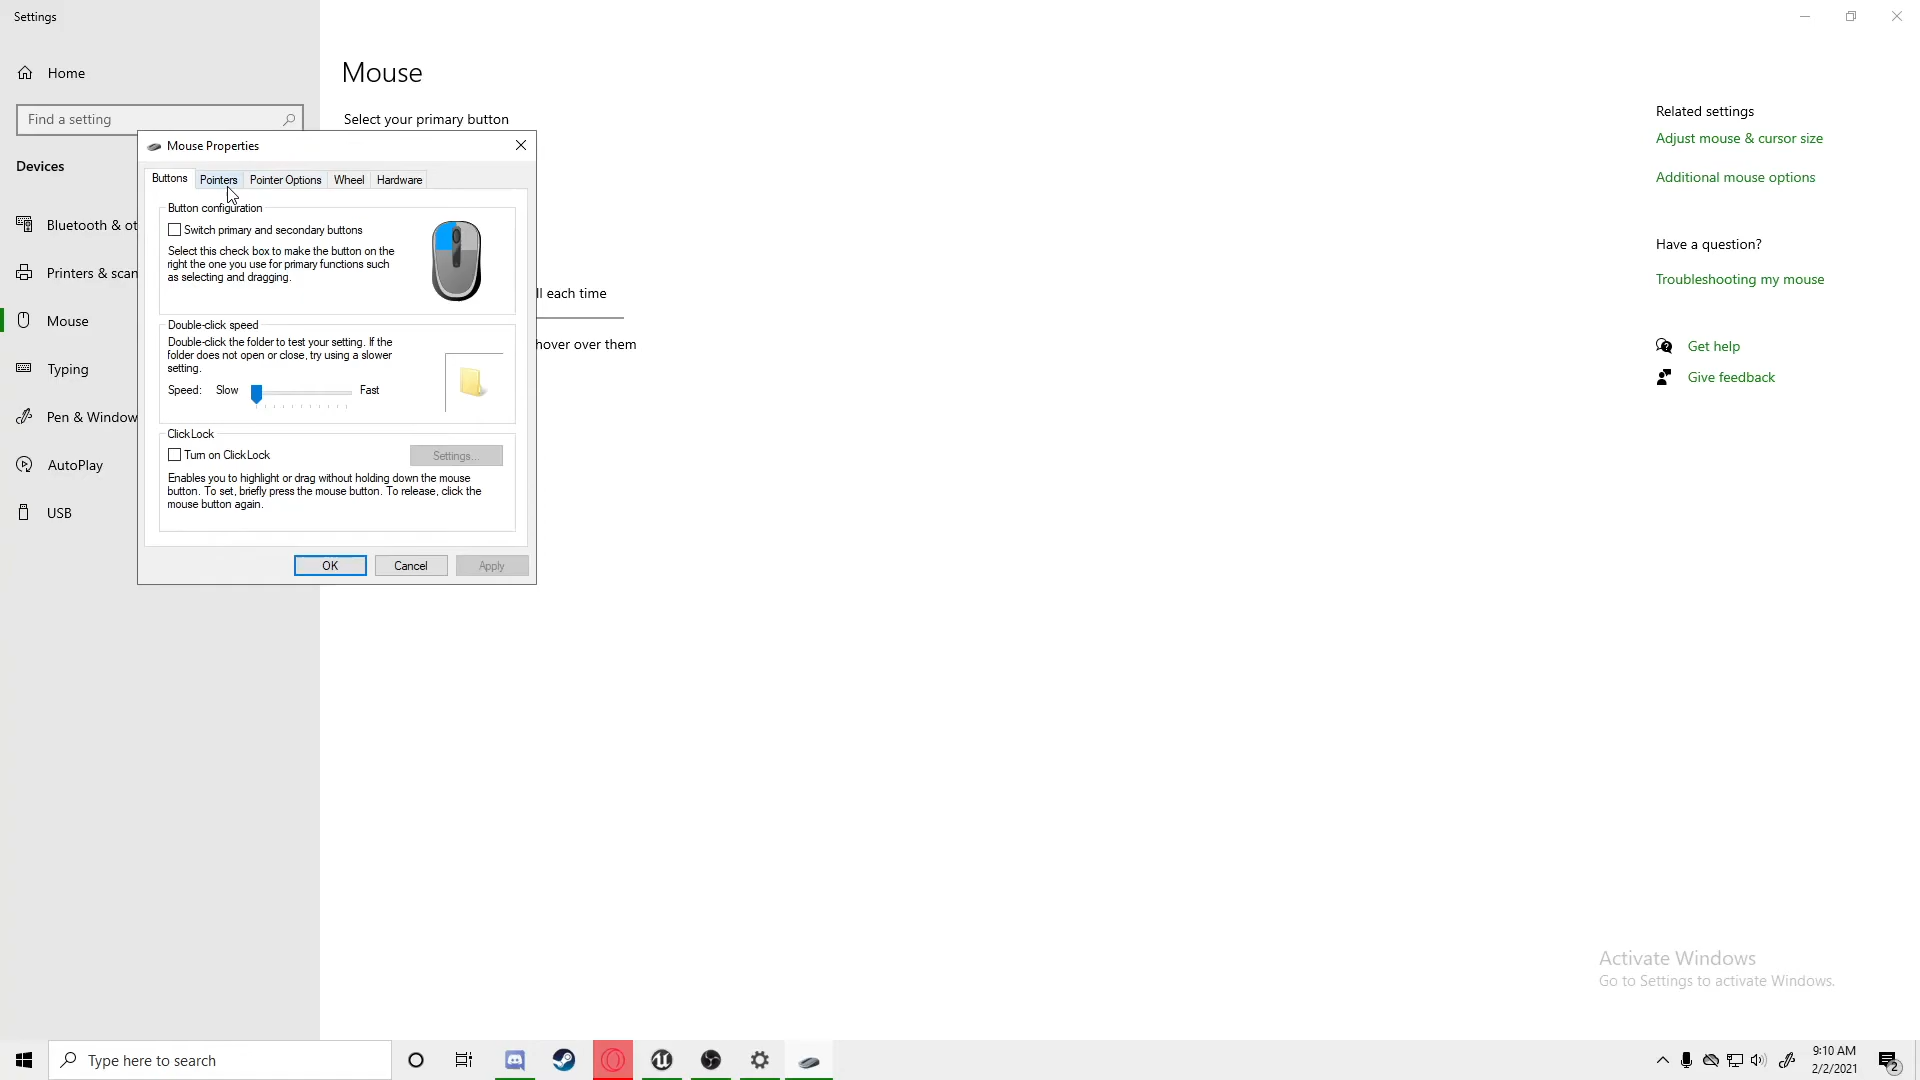 Settings
Home
Find a setting
Devices
Bluetooth & ot
Printers & scan
Mouse
Typing
Pen & Window
AutoPlay
USB
Mouse
Select your primary button
ll each time
hover over them
Mouse Properties
Buttons
Pointers
Pointer Options
Wheel
Hardware
Button configuration
Switch primary and secondary buttons
Select this check box to make the button on the
right the one you use for primary functions such
as selecting and dragging.
Double-click speed
Double-click the folder to test your setting. If the
folder does not open or close, try using a slower
setting.
Speed: Slow Fast
ClickLock
Turn on ClickLock
Settings...
Enables you to highlight or drag without holding down the mouse
button. To set, briefly press the mouse button. To release, click the
mouse button again.
OK
Cancel
Apply
Related settings
Adjust mouse & cursor size
Additional mouse options
Have a question?
Troubleshooting my mouse
Get help
Give feedback
Activate Windows
Go to Settings to activate Windows.
Type here to search
9:10 AM
2/2/2021
2